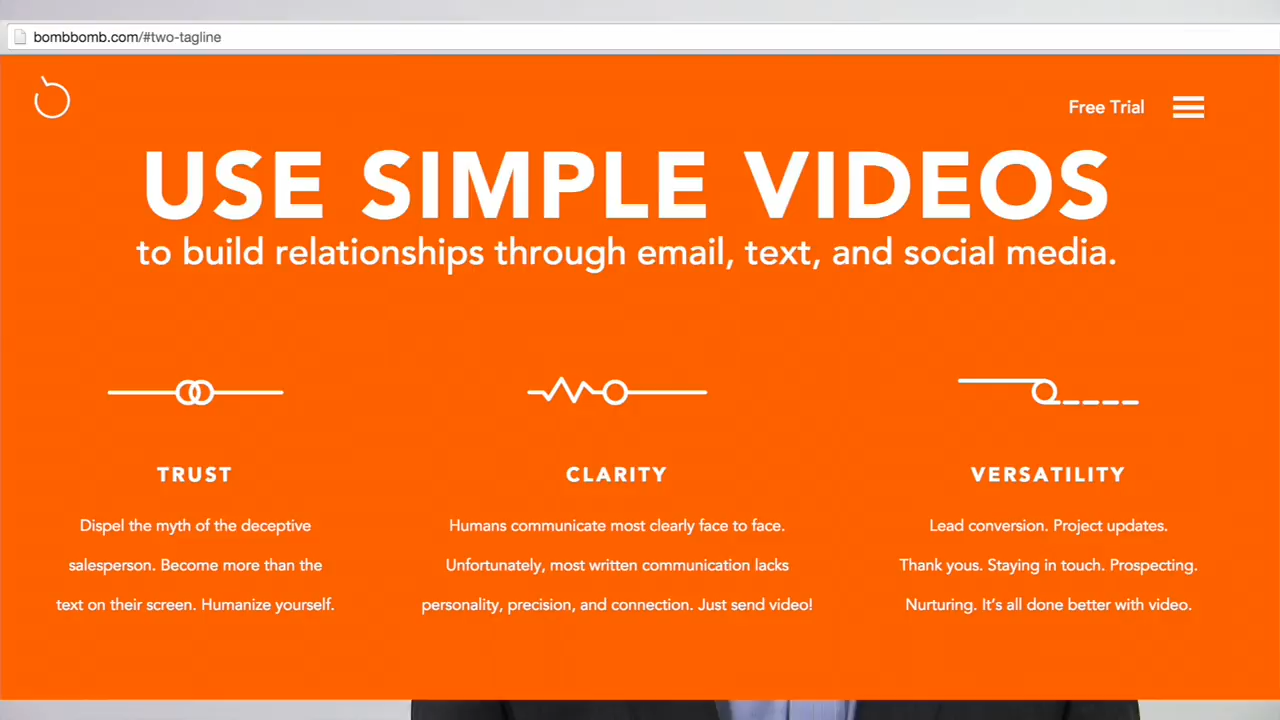 bombbomb.com/#two-tagline
Free Trial
USE SIMPLE VIDEOS
to build relationships through email, text, and social media.
TRUST
Dispel the myth of the deceptive
salesperson. Become more than the
text on their screen. Humanize yourself.
CLARITY
Humans communicate most clearly face to face.
Unfortunately, most written communication lacks
personality, precision, and connection. Just send video!
VERSATILITY
Lead conversion. Project updates.
Thank yous. Staying in touch. Prospecting.
Nurturing. It’s all done better with video.